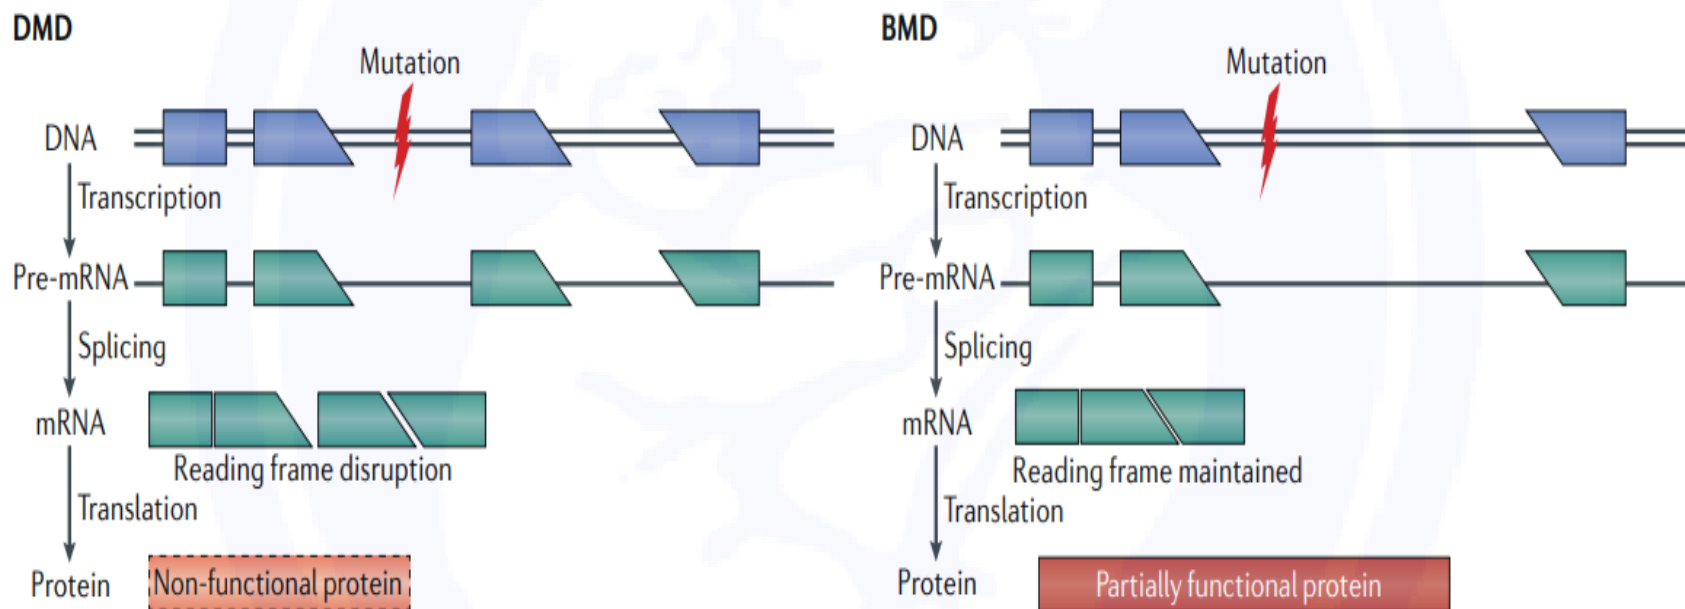 DMD
Mutation
DNA
Transcription
Pre-mRNA
Splicing
mRNA
Reading frame disruption
Translation
Protein
Non-functional protein
BMD
Mutation
DNA
Transcription
Pre-mRNA
Splicing
mRNA
Reading frame maintained
Translation
Protein
Partially functional protein